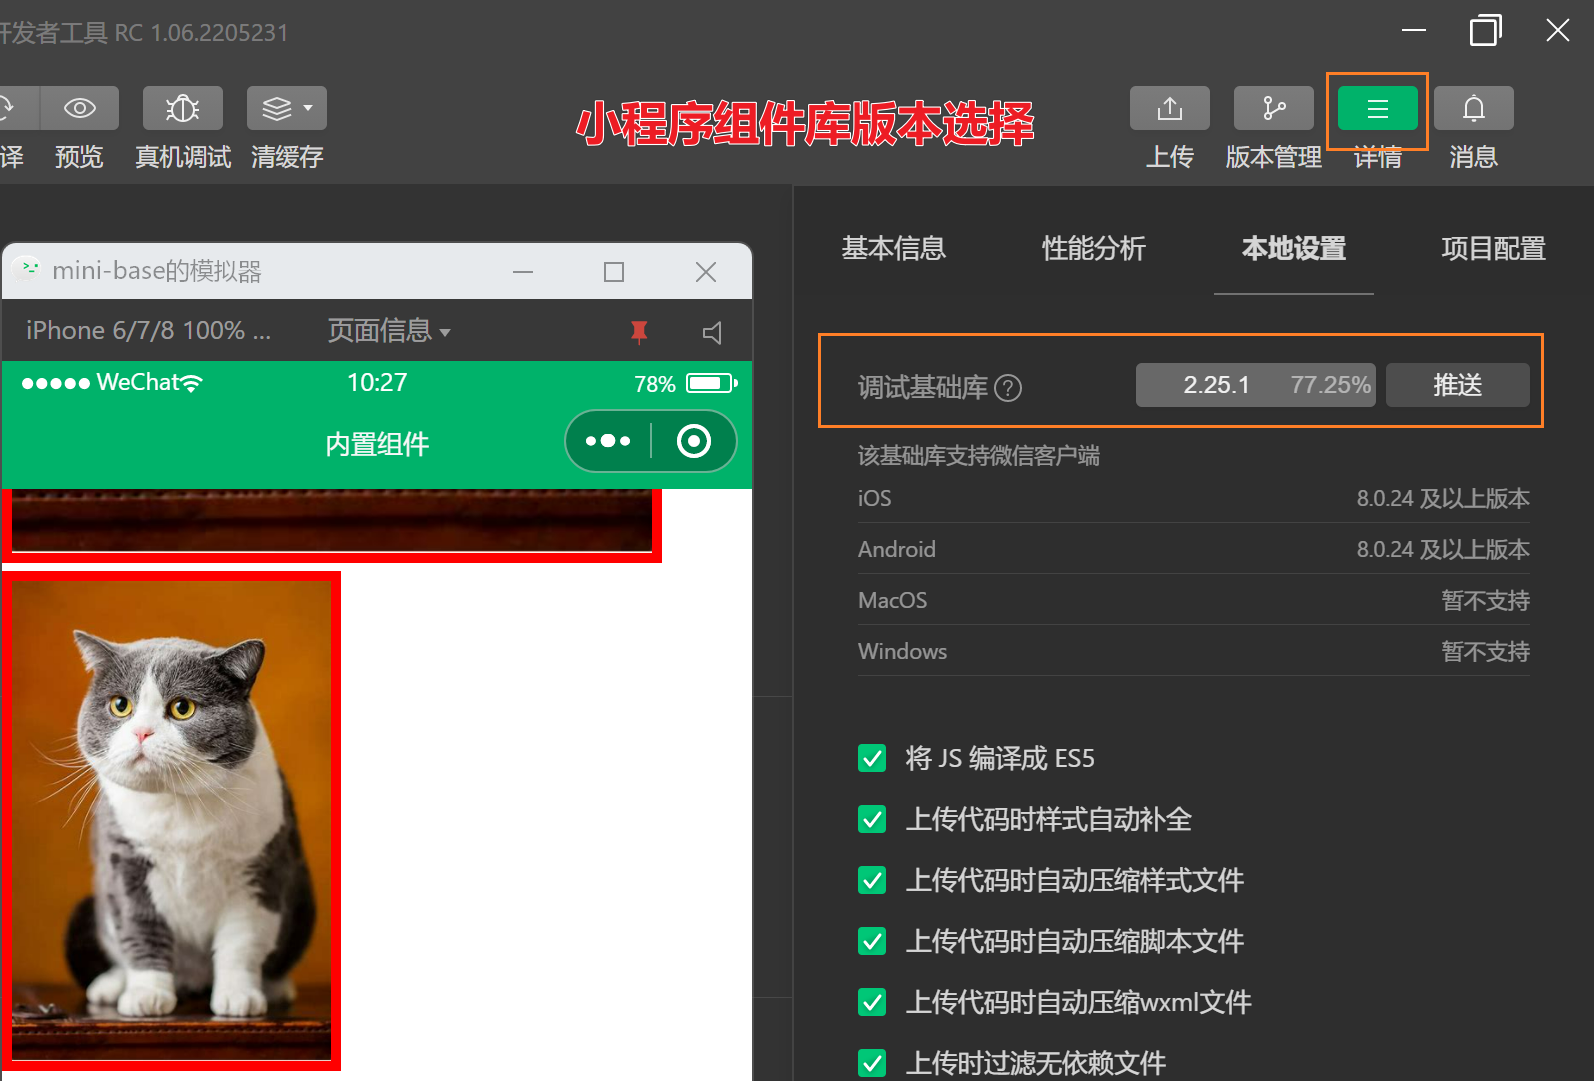 开发者工具 RC 1.06.2205231
译 预览 真机调试 清缓存
小程序组件库版本选择
上传 版本管理 详情 消息
mini-base的模拟器
iPhone 6/7/8 100% ... 页面信息
WeChat 10:27 78%
内置组件
基本信息 性能分析 本地设置 项目配置
调试基础库 ? 2.25.1 77.25% 推送
该基础库支持微信客户端
iOS 8.0.24 及以上版本
Android 8.0.24 及以上版本
MacOS 暂不支持
Windows 暂不支持
将 JS 编译成 ES5
上传代码时样式自动补全
上传代码时自动压缩样式文件
上传代码时自动压缩脚本文件
上传代码时自动压缩wxml文件
上传时过滤无依赖文件